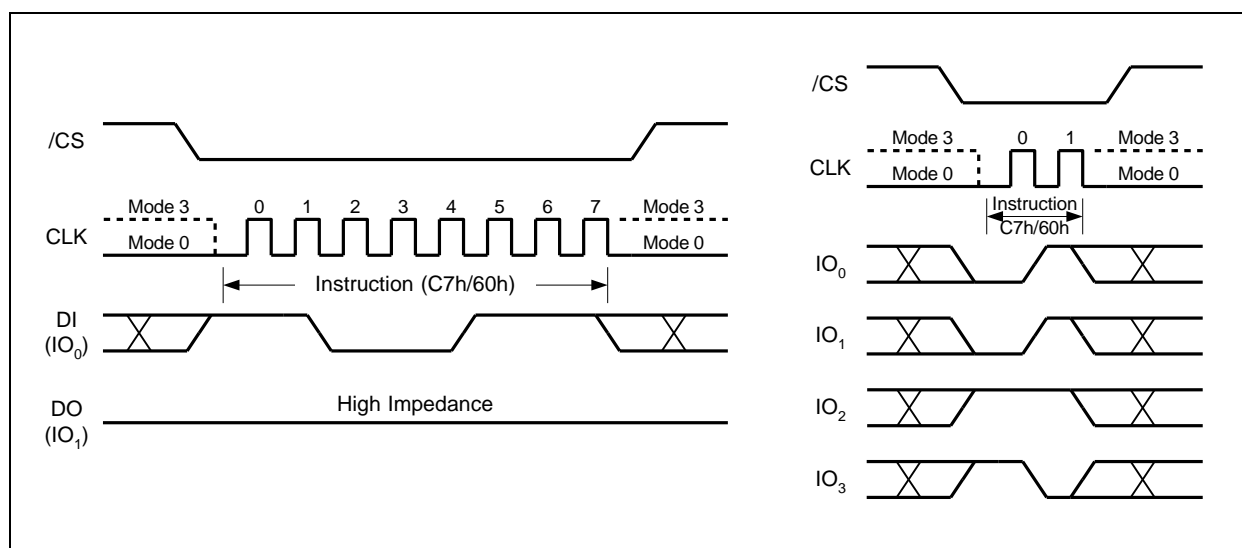 /CS
Mode 3 0 1 2 3 4 5 6 7 Mode 3
CLK
Mode 0 Mode 0
Instruction (C7h/60h)
DI
(IO0)
DO
(IO1)
High Impedance
/CS
Mode 3 0 1 Mode 3
CLK
Mode 0 Mode 0
Instruction
C7h/60h
IO0
IO1
IO2
IO3